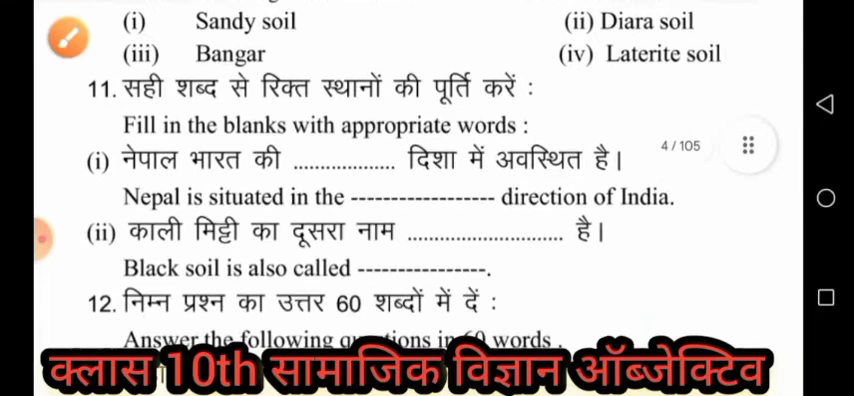 (i) Sandy soil (ii) Diara soil
(iii) Bangar (iv) Laterite soil
11. सही शब्द से रिक्त स्थानों की पूर्ति करें :
Fill in the blanks with appropriate words :
4 / 105
(i) नेपाल भारत की ................... दिशा में अवस्थित है।
Nepal is situated in the ------------------- direction of India.
(ii) काली मिट्टी का दूसरा नाम ............................. है।
Black soil is also called -----------------.
12. निम्न प्रश्न का उत्तर 60 शब्दों में दें :
Answer the following in 60 words
क्लास 10th सामाजिक विज्ञान ऑब्जेक्टिव